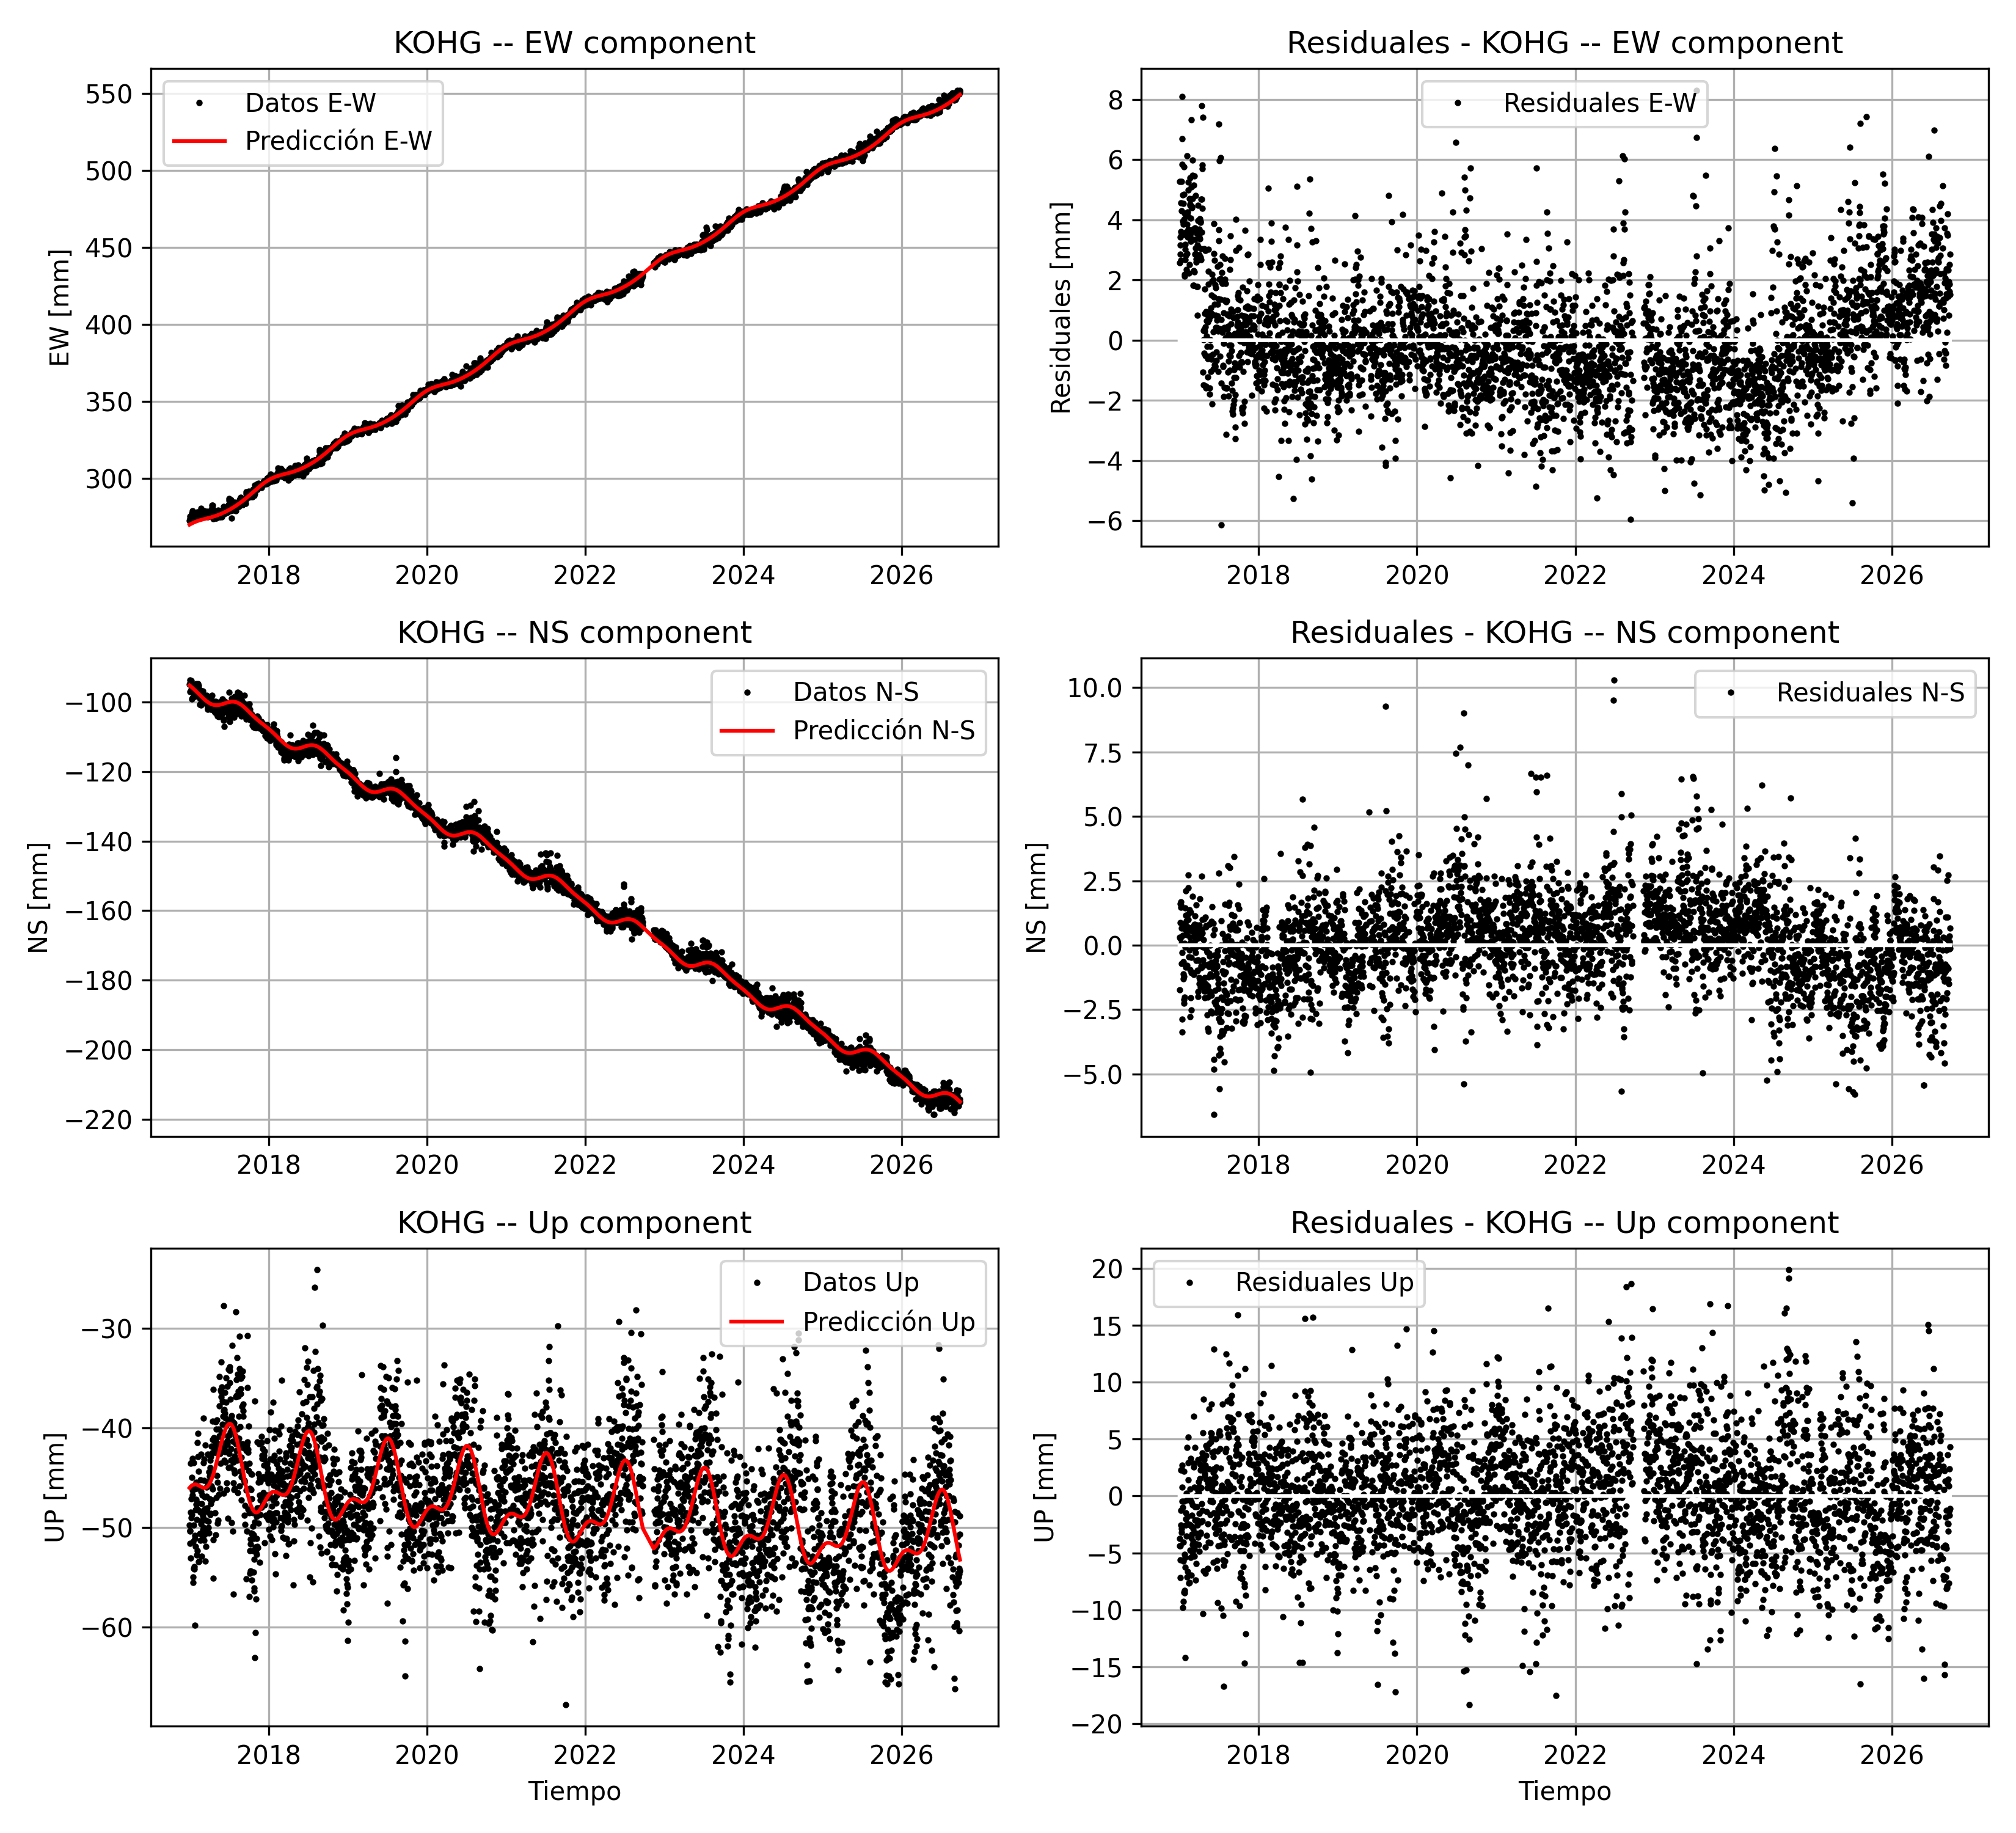 KOHG -- EW component
Datos E-W
Predicción E-W
EW [mm]
550
500
450
400
350
300
2018 2020 2022 2024 2026
Residuales - KOHG -- EW component
Residuales E-W
Residuales [mm]
8
6
4
2
0
−2
−4
−6
2018 2020 2022 2024 2026
KOHG -- NS component
Datos N-S
Predicción N-S
NS [mm]
−100
−120
−140
−160
−180
−200
−220
2018 2020 2022 2024 2026
Residuales - KOHG -- NS component
Residuales N-S
NS [mm]
10.0
7.5
5.0
2.5
0.0
−2.5
−5.0
2018 2020 2022 2024 2026
KOHG -- Up component
Datos Up
Predicción Up
UP [mm]
−30
−40
−50
−60
2018 2020 2022 2024 2026
Tiempo
Residuales - KOHG -- Up component
Residuales Up
UP [mm]
20
15
10
5
0
−5
−10
−15
−20
2018 2020 2022 2024 2026
Tiempo